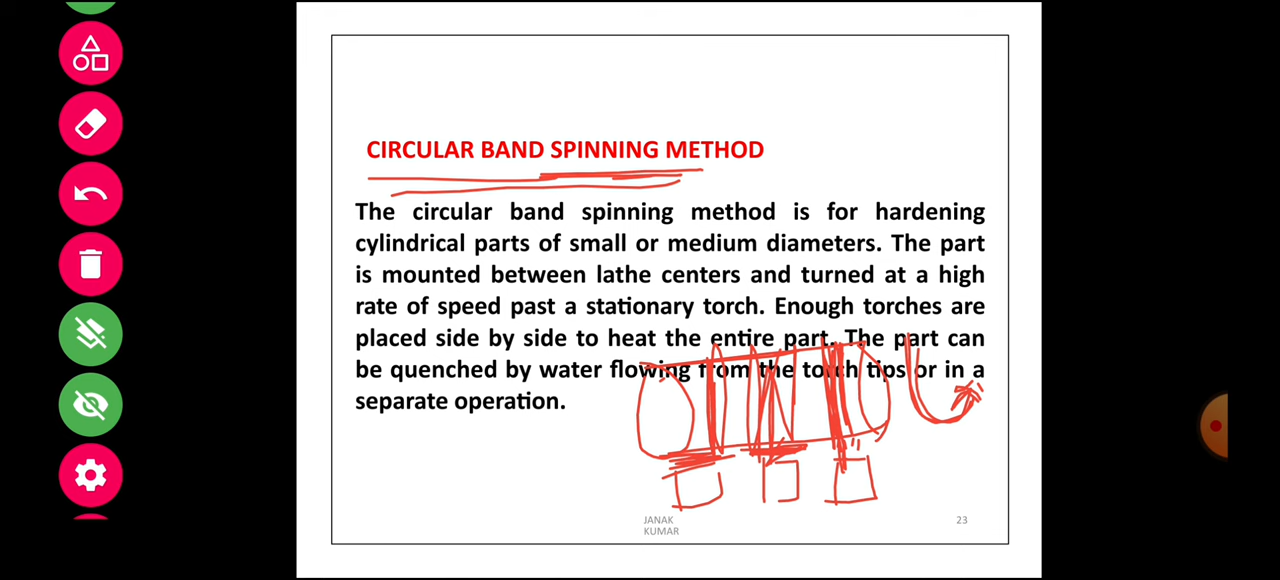 CIRCULAR BAND SPINNING METHOD
The circular band spinning method is for hardening
cylindrical parts of small or medium diameters. The part
is mounted between lathe centers and turned at a high
rate of speed past a stationary torch. Enough torches are
placed side by side to heat the entire part. The part can
be quenched by water flowing from the torch tips or in a
separate operation.
JANAK
KUMAR
23